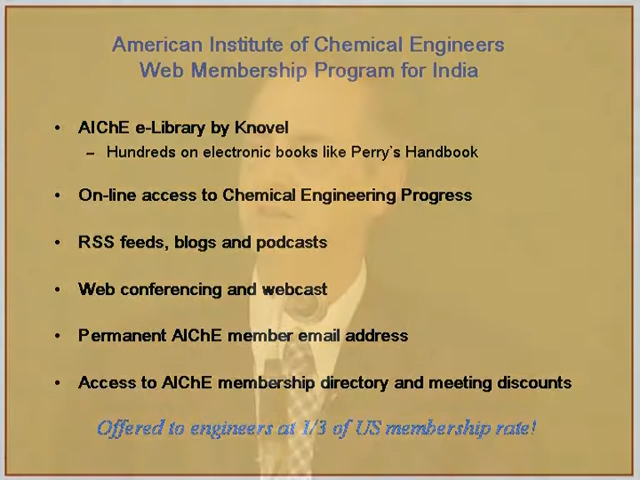 American Institute of Chemical Engineers
Web Membership Program for India
• AIChE e-Library by Knovel
– Hundreds on electronic books like Perry's Handbook
• On-line access to Chemical Engineering Progress
• RSS feeds, blogs and podcasts
• Web conferencing and webcast
• Permanent AIChE member email address
• Access to AIChE membership directory and meeting discounts
Offered to engineers at 1/3 of US membership rate!